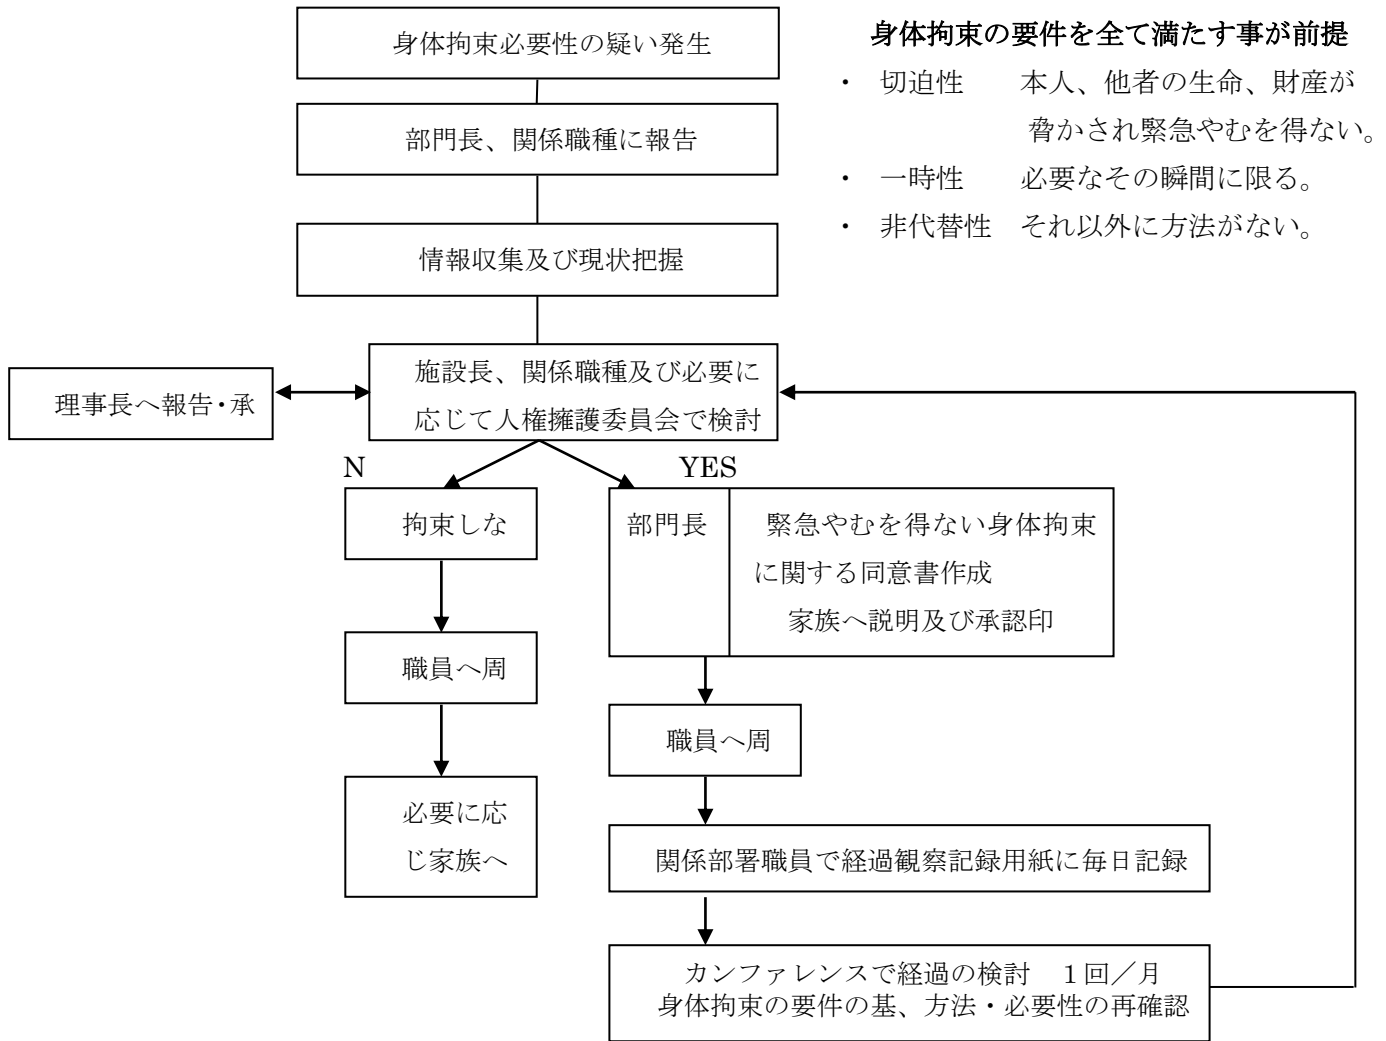 身体拘束必要性の疑い発生
部門長、関係職種に報告
情報収集及び現状把握
身体拘束の要件を全て満たす事が前提
・ 切迫性 本人、他者の生命、財産が
脅かされ緊急やむを得ない。
・ 一時性 必要なその瞬間に限る。
・ 非代替性 それ以外に方法がない。
施設長、関係職種及び必要に
応じて人権擁護委員会で検討
理事長へ報告・承
N
YES
拘束しな
職員へ周
必要に応
じ家族へ
部門長
緊急やむを得ない身体拘束
に関する同意書作成
家族へ説明及び承認印
職員へ周
関係部署職員で経過観察記録用紙に毎日記録
カンファレンスで経過の検討 1回／月
身体拘束の要件の基、方法・必要性の再確認